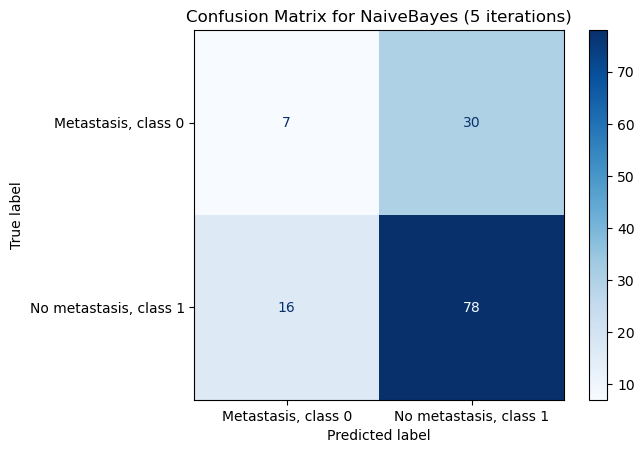 Confusion Matrix for NaiveBayes (5 iterations)
True label
Metastasis, class 0
7
30
No metastasis, class 1
16
78
Metastasis, class 0
No metastasis, class 1
Predicted label
70
60
50
40
30
20
10